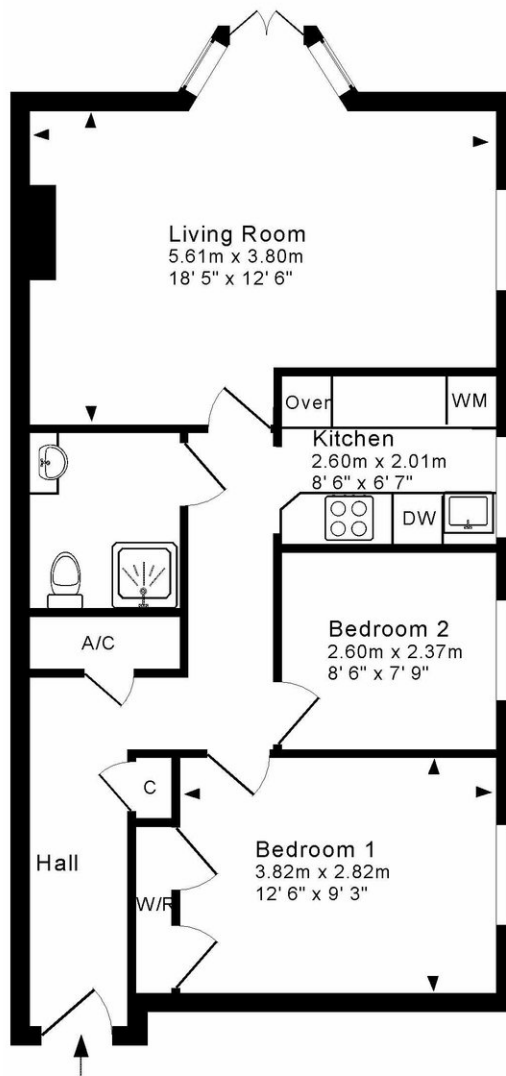 Living Room
5.61m x 3.80m
18' 5" x 12' 6"
Oven
WM
Kitchen
2.60m x 2.01m
8' 6" x 6' 7"
DW
A/C
Bedroom 2
2.60m x 2.37m
8' 6" x 7' 9"
C
Hall
Bedroom 1
3.82m x 2.82m
12' 6" x 9' 3"
W/R